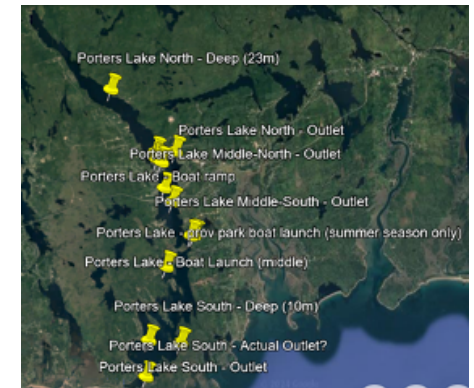 Porters Lake North - Deep (23m)
Porters Lake North - Outlet
Porters Lake Middle-North - Outlet
Porters Lake - Boat ramp
Porters Lake Middle-South - Outlet
Porters Lake - prov park boat launch (summer season only)
Porters Lake - Boat Launch (middle)
Porters Lake South - Deep (10m)
Porters Lake South - Actual Outlet?
Porters Lake South - Outlet